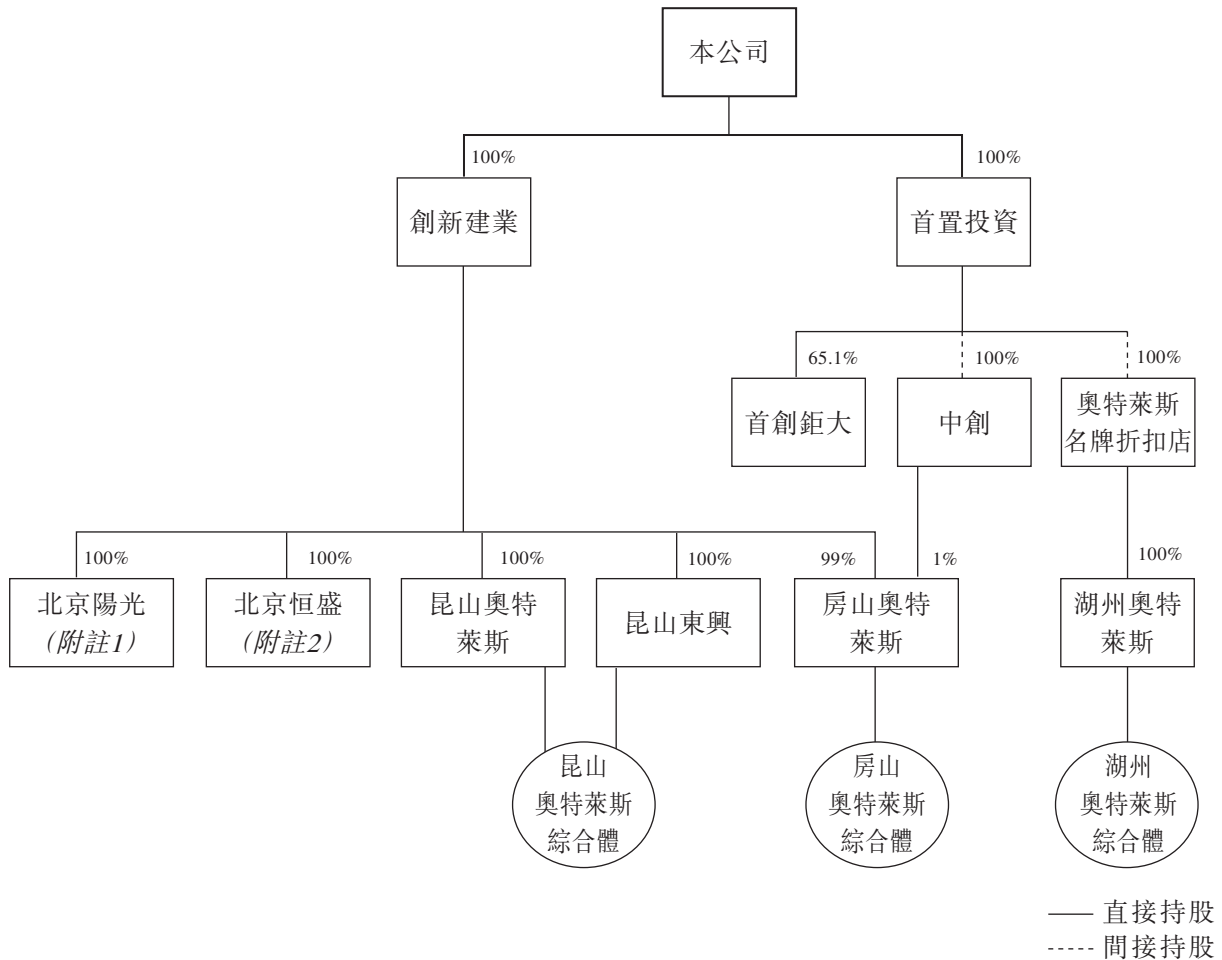 本公司
100%
100%
創新建業
首置投資
65.1%
100%
100%
首創鉅大
中創
奧特萊斯
名牌折扣店
100%
100%
100%
100%
99%
1%
100%
北京陽光
(附註1)
北京恒盛
(附註2)
昆山奧特
萊斯
昆山東興
房山奧特
萊斯
湖州奧特
萊斯
昆山
奧特萊斯
綜合體
房山
奧特萊斯
綜合體
湖州
奧特萊斯
綜合體
直接持股
間接持股